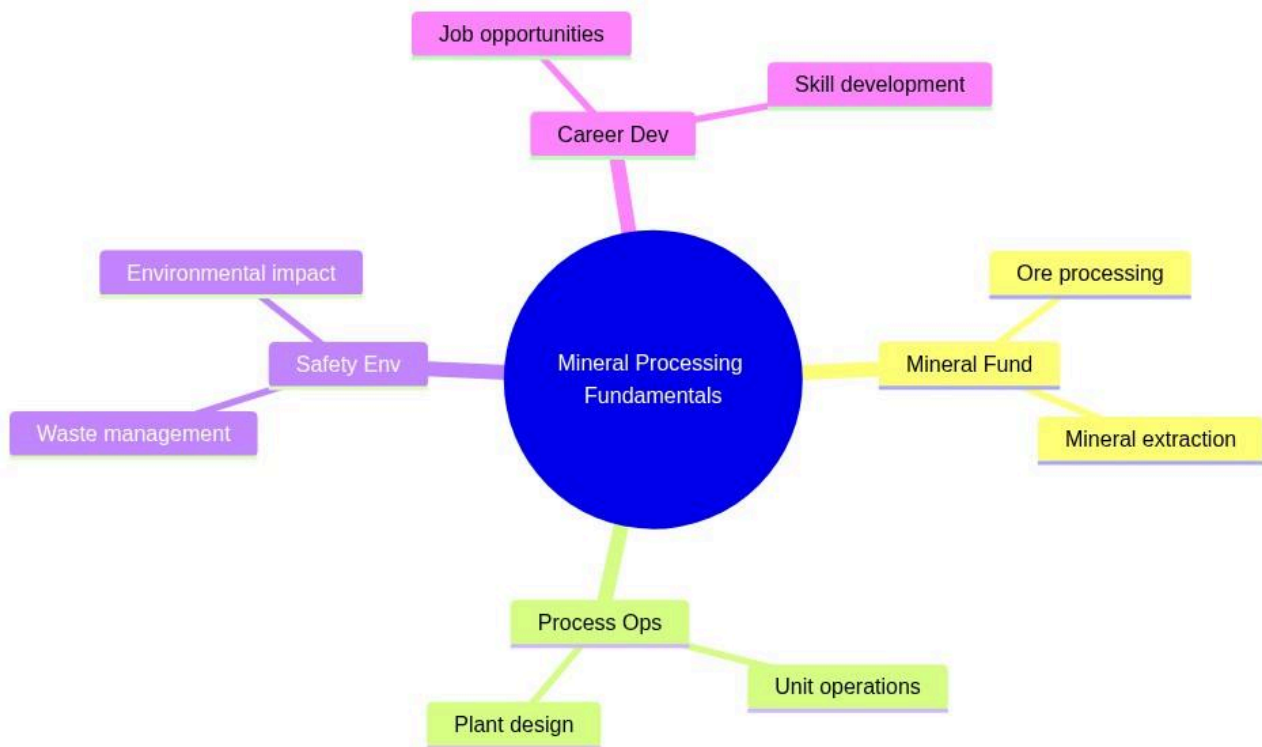 Job opportunities
Skill development
Career Dev
Environmental impact
Ore processing
Safety Env
Mineral Processing
Fundamentals
Mineral Fund
Waste management
Mineral extraction
Process Ops
Unit operations
Plant design